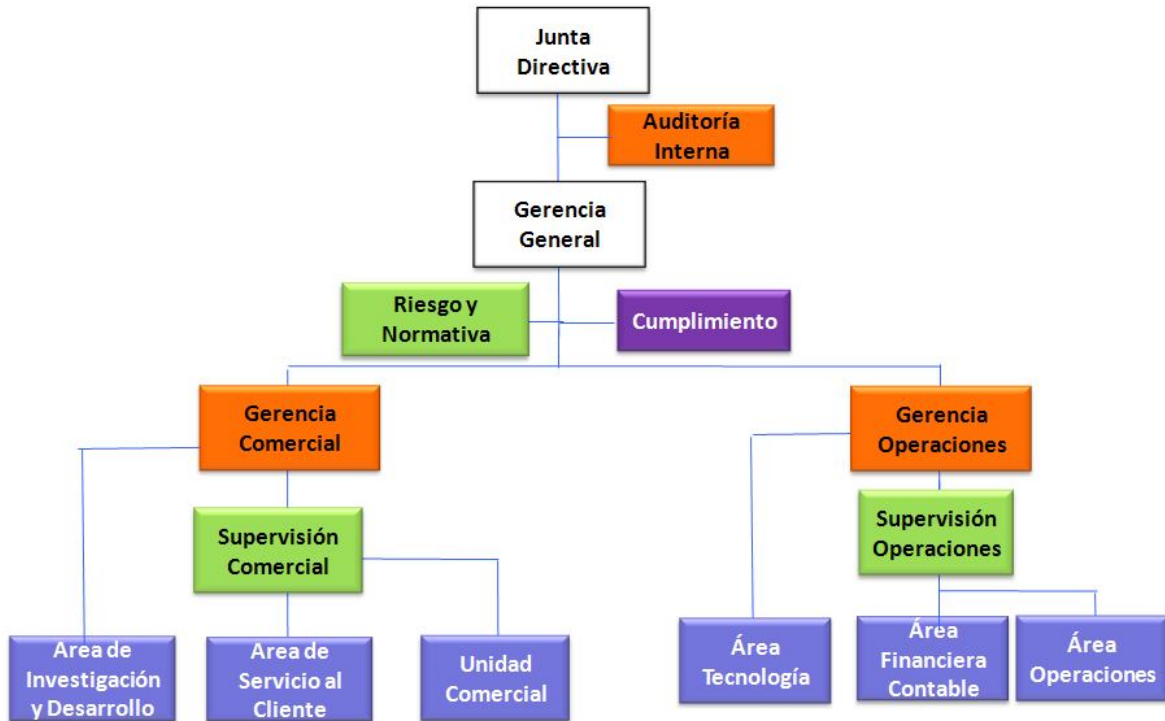 Junta
Directiva
Auditoría
Interna
Gerencia
General
Riesgo y
Normativa
Cumplimiento
Gerencia
Comercial
Gerencia
Operaciones
Supervisión
Comercial
Supervisión
Operaciones
Area de
Investigación
y Desarrollo
Area de
Servicio al
Cliente
Unidad
Comercial
Área
Tecnología
Área
Financiera
Contable
Área
Operaciones